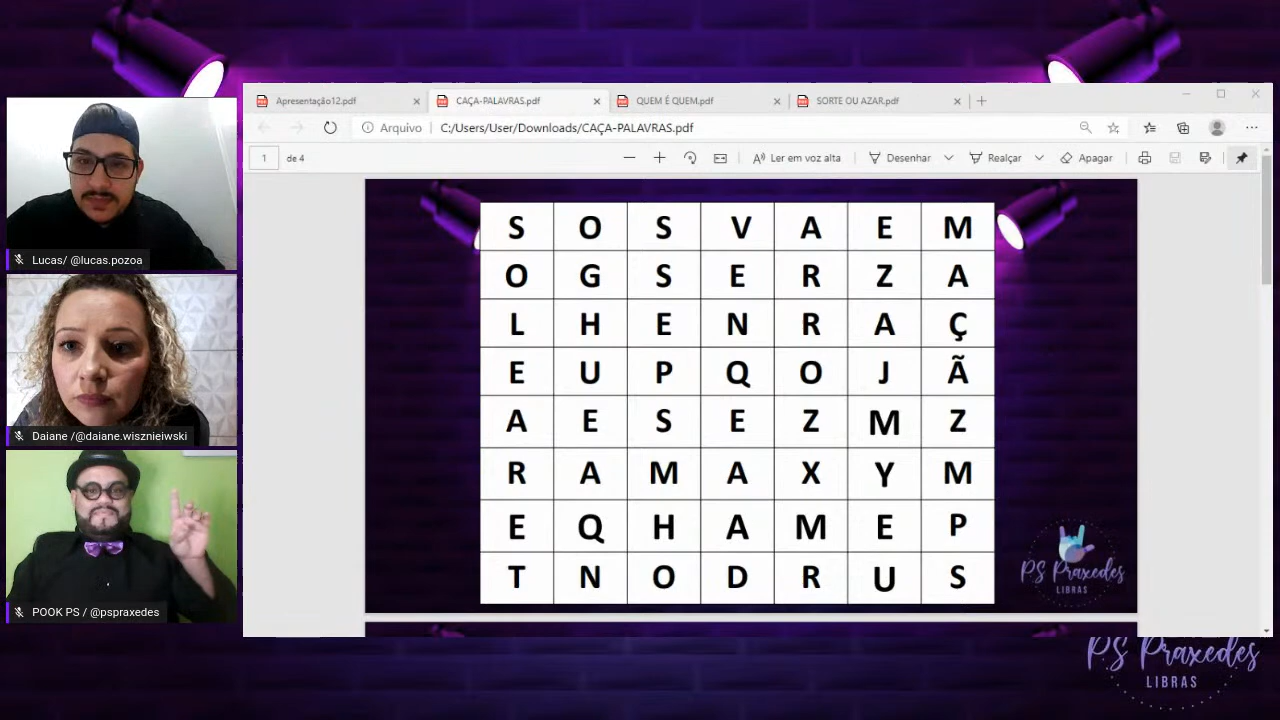 Apresentação12.pdf
CAÇA-PALAVRAS.pdf
QUEM É QUEM.pdf
SORTE OU AZAR.pdf
Arquivo C:/Users/User/Downloads/CAÇA-PALAVRAS.pdf
1 de 4
Ler em voz alta
Desenhar
Realçar
Apagar
S O S V A E M
O G S E R Z A
L H E N R A Ç
E U P Q O J Ã
A E S E Z M Z
R A M A X Y M
E Q H A M E P
T N O D R U S
PS Praxedes
LIBRAS
Lucas/ @lucas.pozoa
Daiane /@daiane.wisznieiwski
POOK PS / @pspraxedes
PS Praxedes
LIBRAS